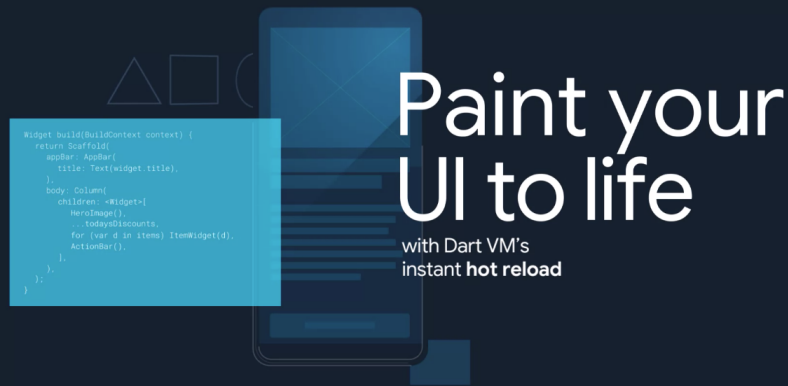 Widget build(BuildContext context) {
return Scaffold(
appBar: AppBar(
title: Text(widget.title),
),
body: Column(
children: <Widget>[
HeroImage(),
...todaysDiscounts,
for (var d in items) ItemWidget(d),
ActionBar(),
],
),
);
}
Paint your
UI to life
with Dart VM’s
instant hot reload